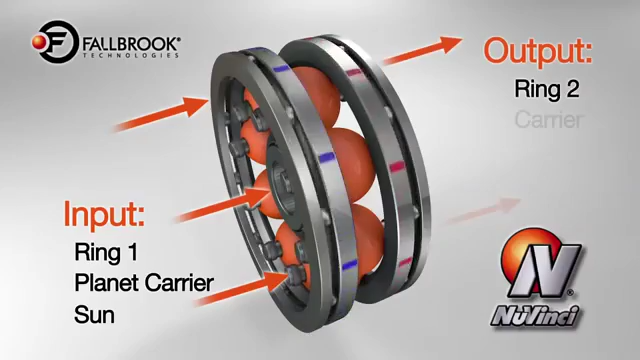 FALLBROOK®
TECHNOLOGIES
Output:
Ring 2
Carrier
Input:
Ring 1
Planet Carrier
Sun
N®
NuVinci